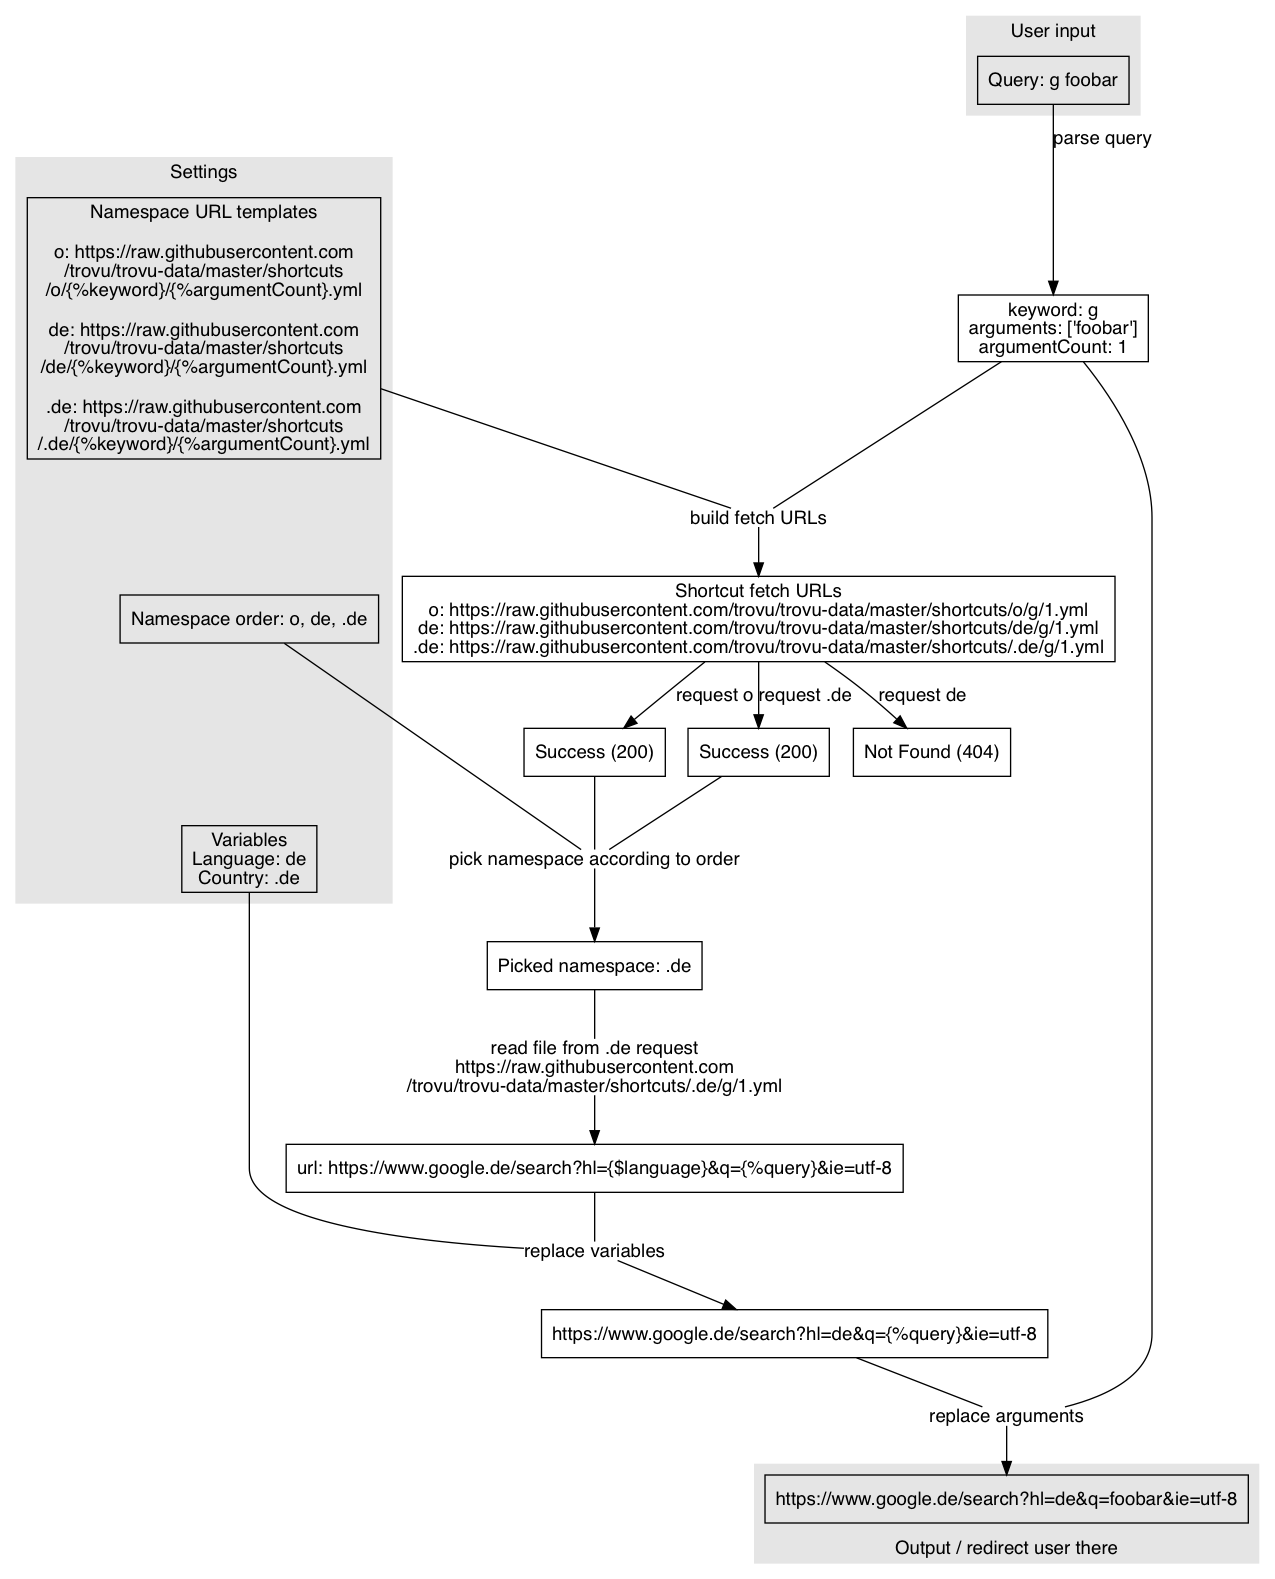 User input
Query: g foobar
parse query
Settings
Namespace URL templates
o: https://raw.githubusercontent.com
/trovu/trovu-data/master/shortcuts
/o/{%keyword}/{%argumentCount}.yml
de: https://raw.githubusercontent.com
/trovu/trovu-data/master/shortcuts
/de/{%keyword}/{%argumentCount}.yml
.de: https://raw.githubusercontent.com
/trovu/trovu-data/master/shortcuts
/.de/{%keyword}/{%argumentCount}.yml
keyword: g
arguments: ['foobar']
argumentCount: 1
build fetch URLs
Namespace order: o, de, .de
Shortcut fetch URLs
o: https://raw.githubusercontent.com/trovu/trovu-data/master/shortcuts/o/g/1.yml
de: https://raw.githubusercontent.com/trovu/trovu-data/master/shortcuts/de/g/1.yml
.de: https://raw.githubusercontent.com/trovu/trovu-data/master/shortcuts/.de/g/1.yml
request o
request .de
request de
Success (200)
Success (200)
Not Found (404)
Variables
Language: de
Country: .de
pick namespace according to order
Picked namespace: .de
read file from .de request
https://raw.githubusercontent.com
/trovu/trovu-data/master/shortcuts/.de/g/1.yml
url: https://www.google.de/search?hl={$language}&q={%query}&ie=utf-8
replace variables
https://www.google.de/search?hl=de&q={%query}&ie=utf-8
replace arguments
https://www.google.de/search?hl=de&q=foobar&ie=utf-8
Output / redirect user there